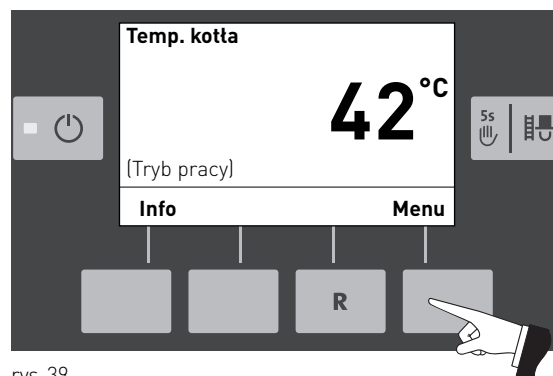 Temp. kotła
42°C
5s
(Tryb pracy)
Info Menu
R
rys. 39